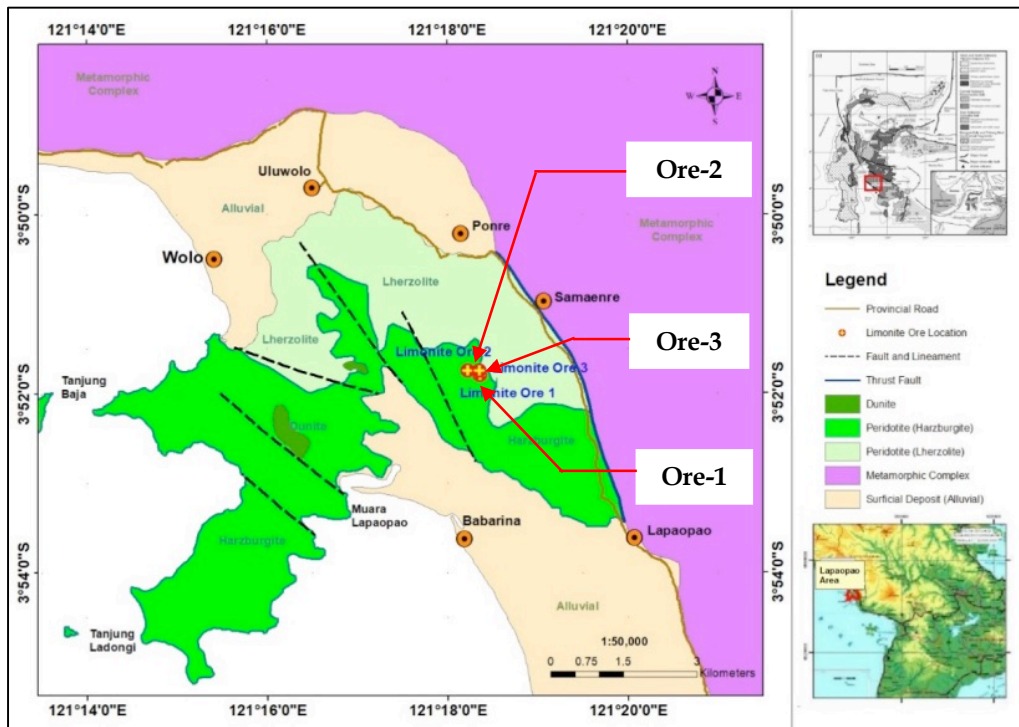 121°14'0"E
121°16'0"E
121°18'0"E
121°20'0"E
Metamorphic
Complex
N
W E
S
Ore-2
Uluwolo
3°50'0"S
3°50'0"S
Alluvial
Ponre
Metamorphic
Complex
Wolo
Lherzolite
Samaenre
Ore-3
Lherzolite
Limonite Ore 2
Limonite Ore 3
Limonite Ore 1
Tanjung
Baja
3°52'0"S
3°52'0"S
Dunite
Harzburgite
Ore-1
Muara
Lapaopao
Babarina
Lapaopao
Harzburgite
3°54'0"S
3°54'0"S
Alluvial
Tanjung
Ladongi
1:50,000
0 0.75 1.5 3
Kilometers
121°14'0"E
121°16'0"E
121°18'0"E
121°20'0"E
Legend
Provincial Road
Limonite Ore Location
Fault and Lineament
Thrust Fault
Dunite
Peridotite (Harzburgite)
Peridotite (Lherzolite)
Metamorphic Complex
Surficial Deposit (Alluvial)
Lapaopao
Area